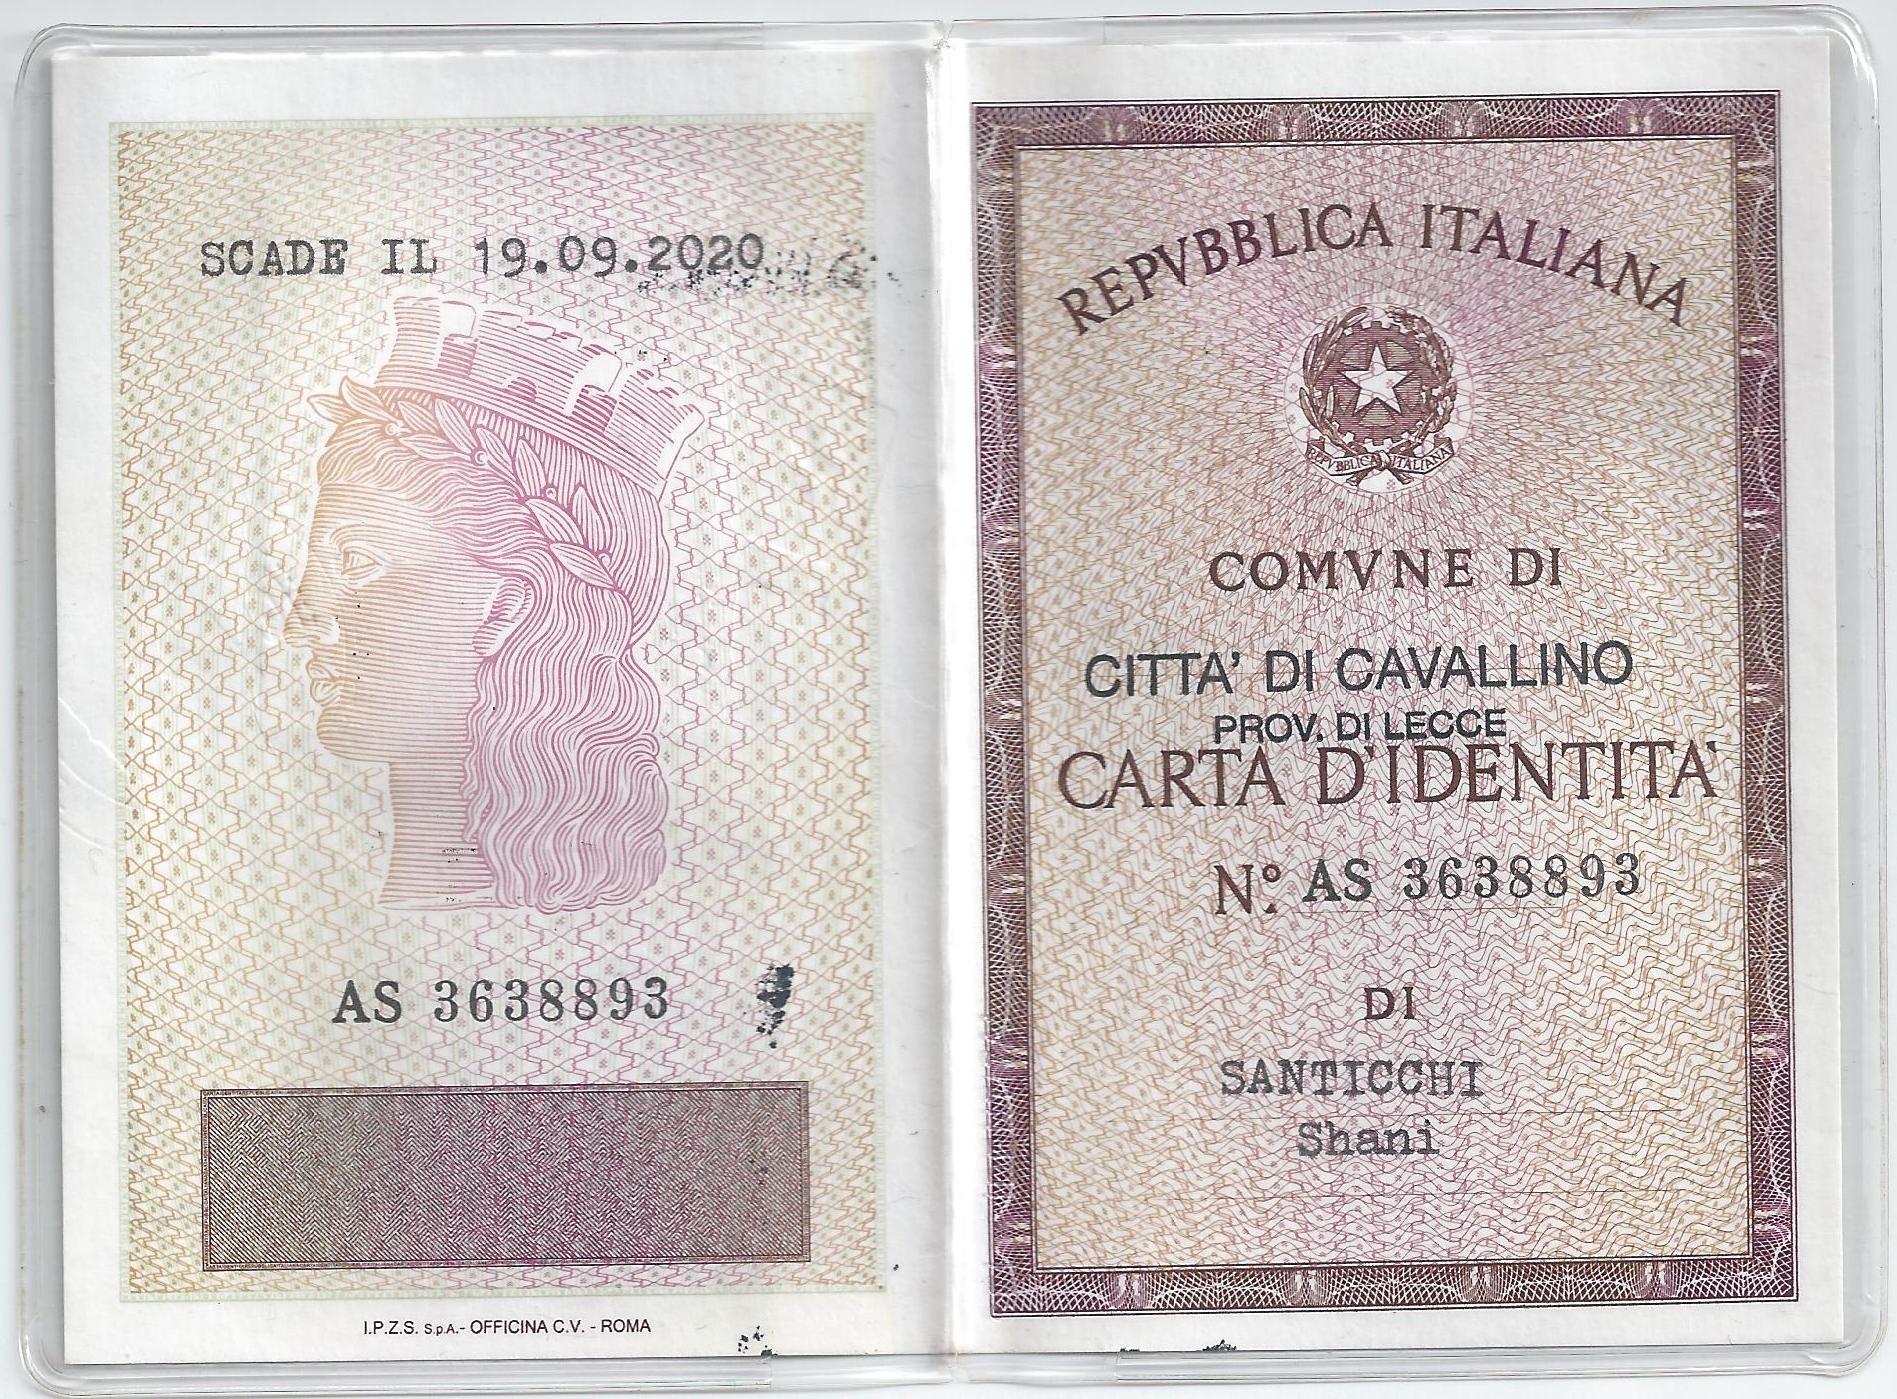 SCADE IL 19.09.2020
AS 3638893
I.P.Z.S. S.p.A.- OFFICINA C.V. - ROMA
REPVBBLICA ITALIANA
REPVBBLICA ITALIANA
COMVNE DI
CITTA' DI CAVALLINO
PROV. DI LECCE
CARTA D'IDENTITA'
N° AS 3638893
DI
SANTICCHI
Shani